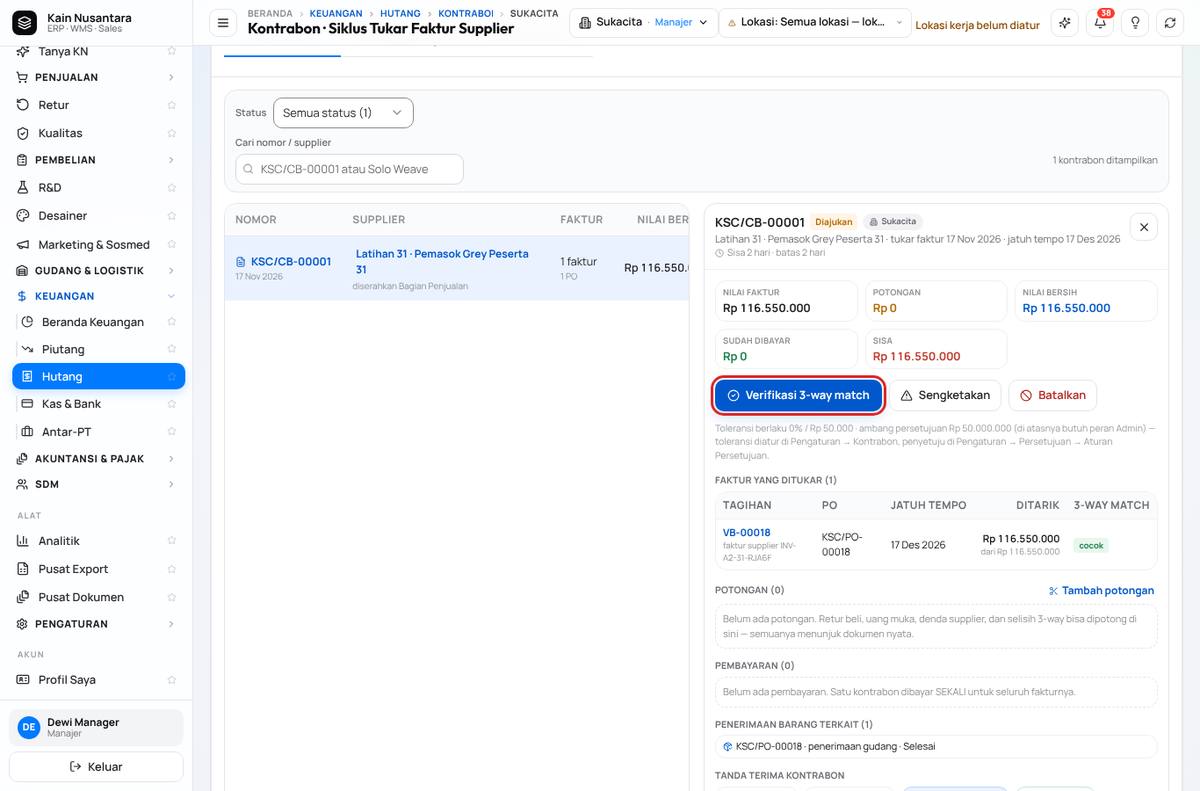 Kain Nusantara
ERP · WMS · Sales
Tanya KN
PENJUALAN
Retur
Kualitas
PEMBELIAN
R&D
Desainer
Marketing & Sosmed
GUDANG & LOGISTIK
KEUANGAN
Beranda Keuangan
Piutang
Hutang
Kas & Bank
Antar-PT
AKUNTANSI & PAJAK
SDM
ALAT
Analitik
Pusat Export
Pusat Dokumen
PENGATURAN
AKUN
Profil Saya
DE
Dewi Manager
Manajer
Keluar
BERANDA > KEUANGAN > HUTANG > KONTRABON > SUKACITA
Kontrabon · Siklus Tukar Faktur Supplier
Sukacita · Manajer
Lokasi: Semua lokasi — lok...
Lokasi kerja belum diatur
38
Status
Semua status (1)
Cari nomor / supplier
KSC/CB-00001 atau Solo Weave
1 kontrabon ditampilkan
NOMOR SUPPLIER FAKTUR NILAI BER
KSC/CB-00001
17 Nov 2026
Latihan 31 · Pemasok Grey Peserta
31
diserahkan Bagian Penjualan
1 faktur
1 PO
Rp 116.550.
KSC/CB-00001 Diajukan Sukacita
Latihan 31 · Pemasok Grey Peserta 31 · tukar faktur 17 Nov 2026 · jatuh tempo 17 Des 2026
Sisa 2 hari · batas 2 hari
NILAI FAKTUR
Rp 116.550.000
POTONGAN
Rp 0
NILAI BERSIH
Rp 116.550.000
SUDAH DIBAYAR
Rp 0
SISA
Rp 116.550.000
Verifikasi 3-way match
Sengketakan
Batalkan
Toleransi berlaku 0% / Rp 50.000 · ambang persetujuan Rp 50.000.000 (di atasnya butuh peran Admin) —
toleransi diatur di Pengaturan → Kontrabon, penyetuju di Pengaturan → Persetujuan → Aturan
Persetujuan.
FAKTUR YANG DITUKAR (1)
TAGIHAN PO JATUH TEMPO DITARIK 3-WAY MATCH
VB-00018
faktur supplier INV-
A2-31-RJA6F
KSC/PO-
00018
17 Des 2026
Rp 116.550.000
dari Rp 116.550.000
cocok
POTONGAN (0)
Tambah potongan
Belum ada potongan. Retur beli, uang muka, denda supplier, dan selisih 3-way bisa dipotong di
sini — semuanya menunjuk dokumen nyata.
PEMBAYARAN (0)
Belum ada pembayaran. Satu kontrabon dibayar SEKALI untuk seluruh fakturnya.
PENERIMAAN BARANG TERKAIT (1)
KSC/PO-00018 · penerimaan gudang · Selesai
TANDA TERIMA KONTRABON